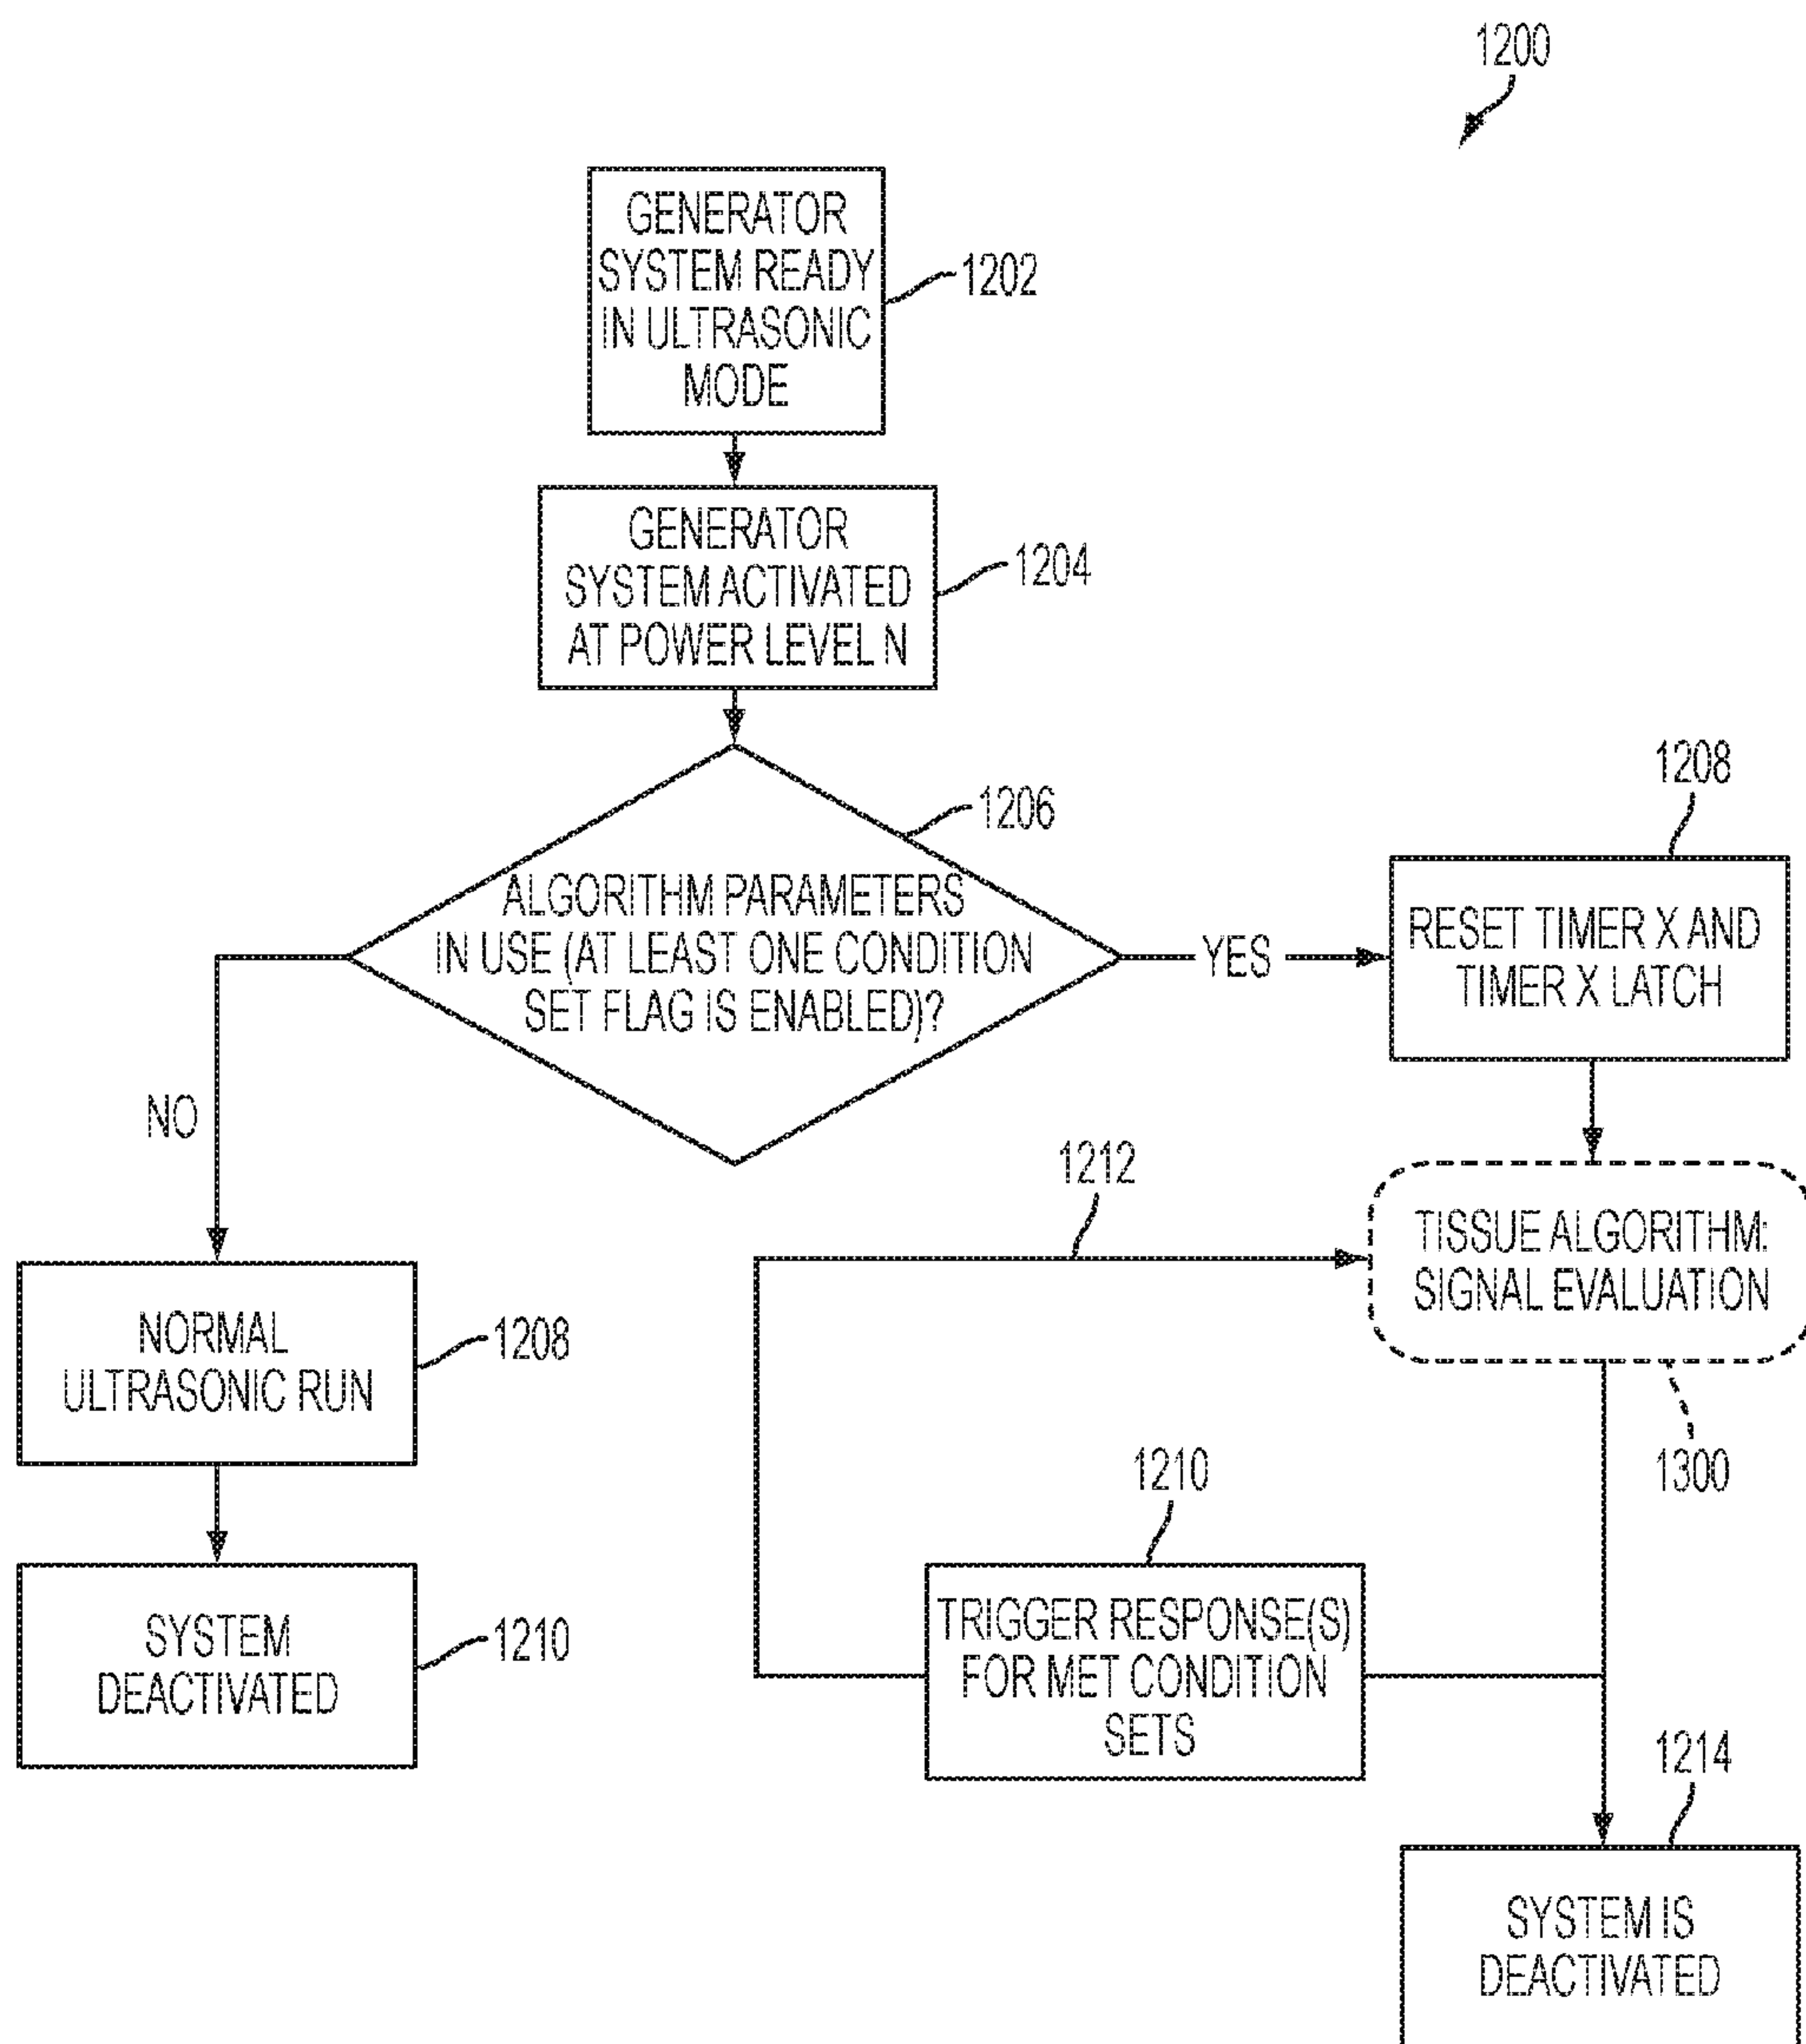 1200
GENERATOR
SYSTEM READY
IN ULTRASONIC
MODE
1202
GENERATOR
SYSTEM ACTIVATED
AT POWER LEVEL N
1204
1206
ALGORITHM PARAMETERS
IN USE (AT LEAST ONE CONDITION
SET FLAG IS ENABLED)?
YES
1208
RESET TIMER X AND
TIMER X LATCH
NO
1212
TISSUE ALGORITHM:
SIGNAL EVALUATION
1300
NORMAL
ULTRASONIC RUN
1208
1210
TRIGGER RESPONSE(S)
FOR MET CONDITION
SETS
SYSTEM
DEACTIVATED
1210
1214
SYSTEM IS
DEACTIVATED